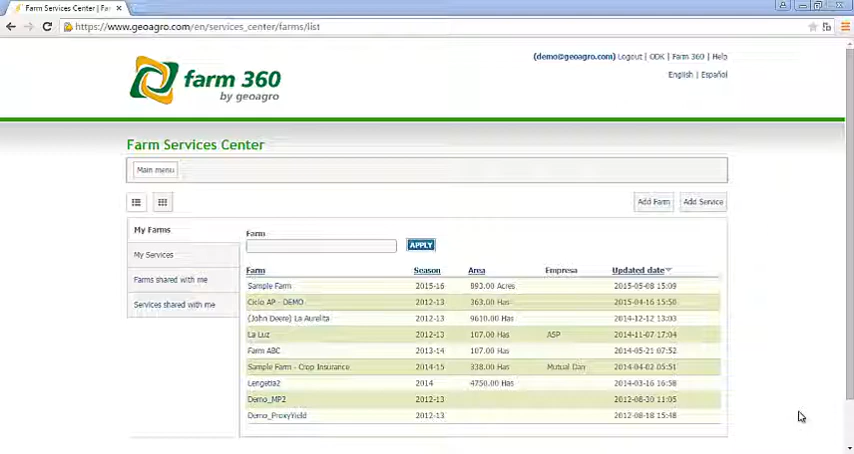 Farm Services Center | Far
https://www.geoagro.com/en/services_center/farms/list
farm 360
by geoagro
(demo@geoagro.com) Logout | ODK | Farm 360 | Help
English | Español
Farm Services Center
Main menu
Add Farm Add Service
My Farms
My Services
Farms shared with me
Services shared with me
Farm
APPLY
Farm Season Area Empresa Updated date
Sample Farm 2015-16 893.00 Acres 2015-05-08 15:09
Ciclo AP - DEMO 2012-13 363.00 Has 2015-04-16 15:50
(John Deere) La Aurelita 9610.00 Has 2014-12-12 13:03
La Luz 2012-13 107.00 Has ASP 2014-11-07 17:04
Farm ABC 2013-14 107.00 Has 2014-05-21 07:52
Sample Farm - Crop Insurance 2014-15 338.00 Has Mutual Dan 2014-04-02 05:51
Lengetia2 2014 4750.00 Has 2014-03-16 16:58
Demo_MP2 2012-13 2012-08-30 11:05
Demo_ProxyYield 2012-13 2012-08-18 15:48